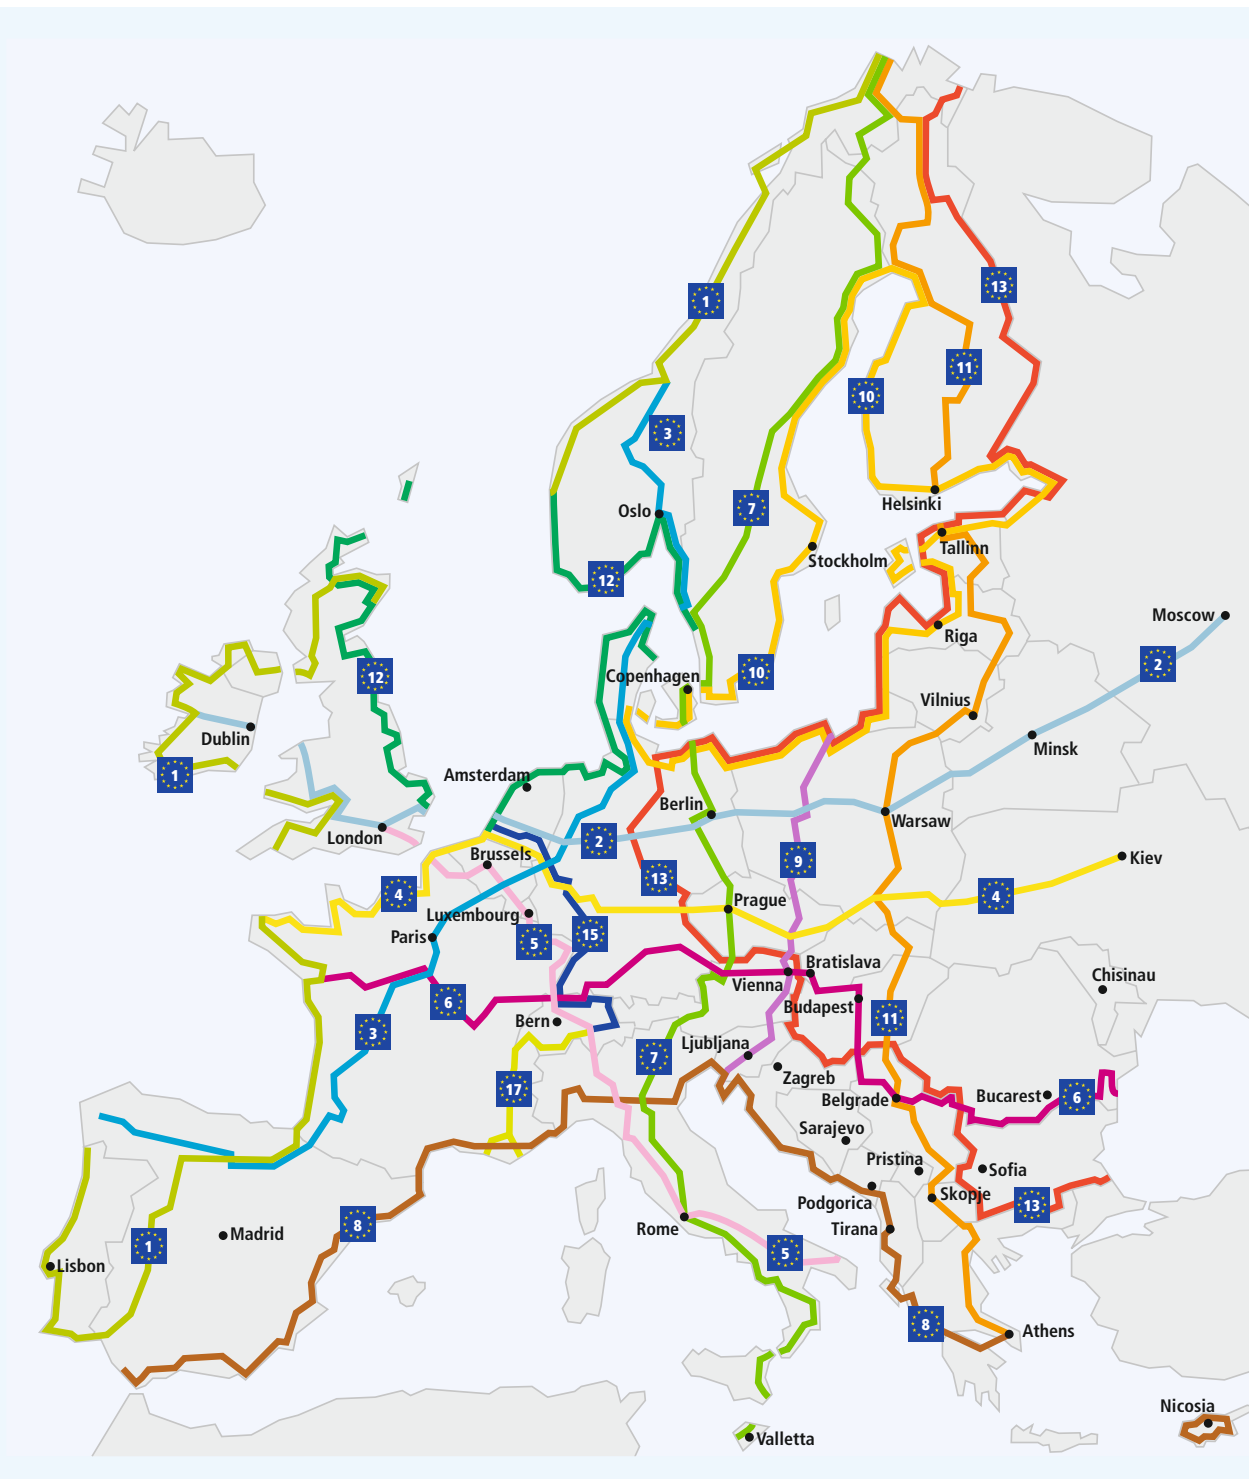 13
1
11
10
3
7
Helsinki
Oslo
Tallinn
Stockholm
12
Moscow
Riga
2
10
12
Copenhagen
Vilnius
Dublin
Minsk
1
Amsterdam
Berlin
Warsaw
London
2
Brussels
9
Kiev
13
4
4
Prague
Luxembourg
Paris
5
15
Bratislava
Vienna
Chisinau
6
Budapest
Bern
11
3
Ljubljana
7
Zagreb
17
Belgrade
Bucarest
6
Sarajevo
Pristina
Sofia
Podgorica
Skopje
13
Rome
Tirana
8
Madrid
1
5
Lisbon
8
Athens
Nicosia
Valletta